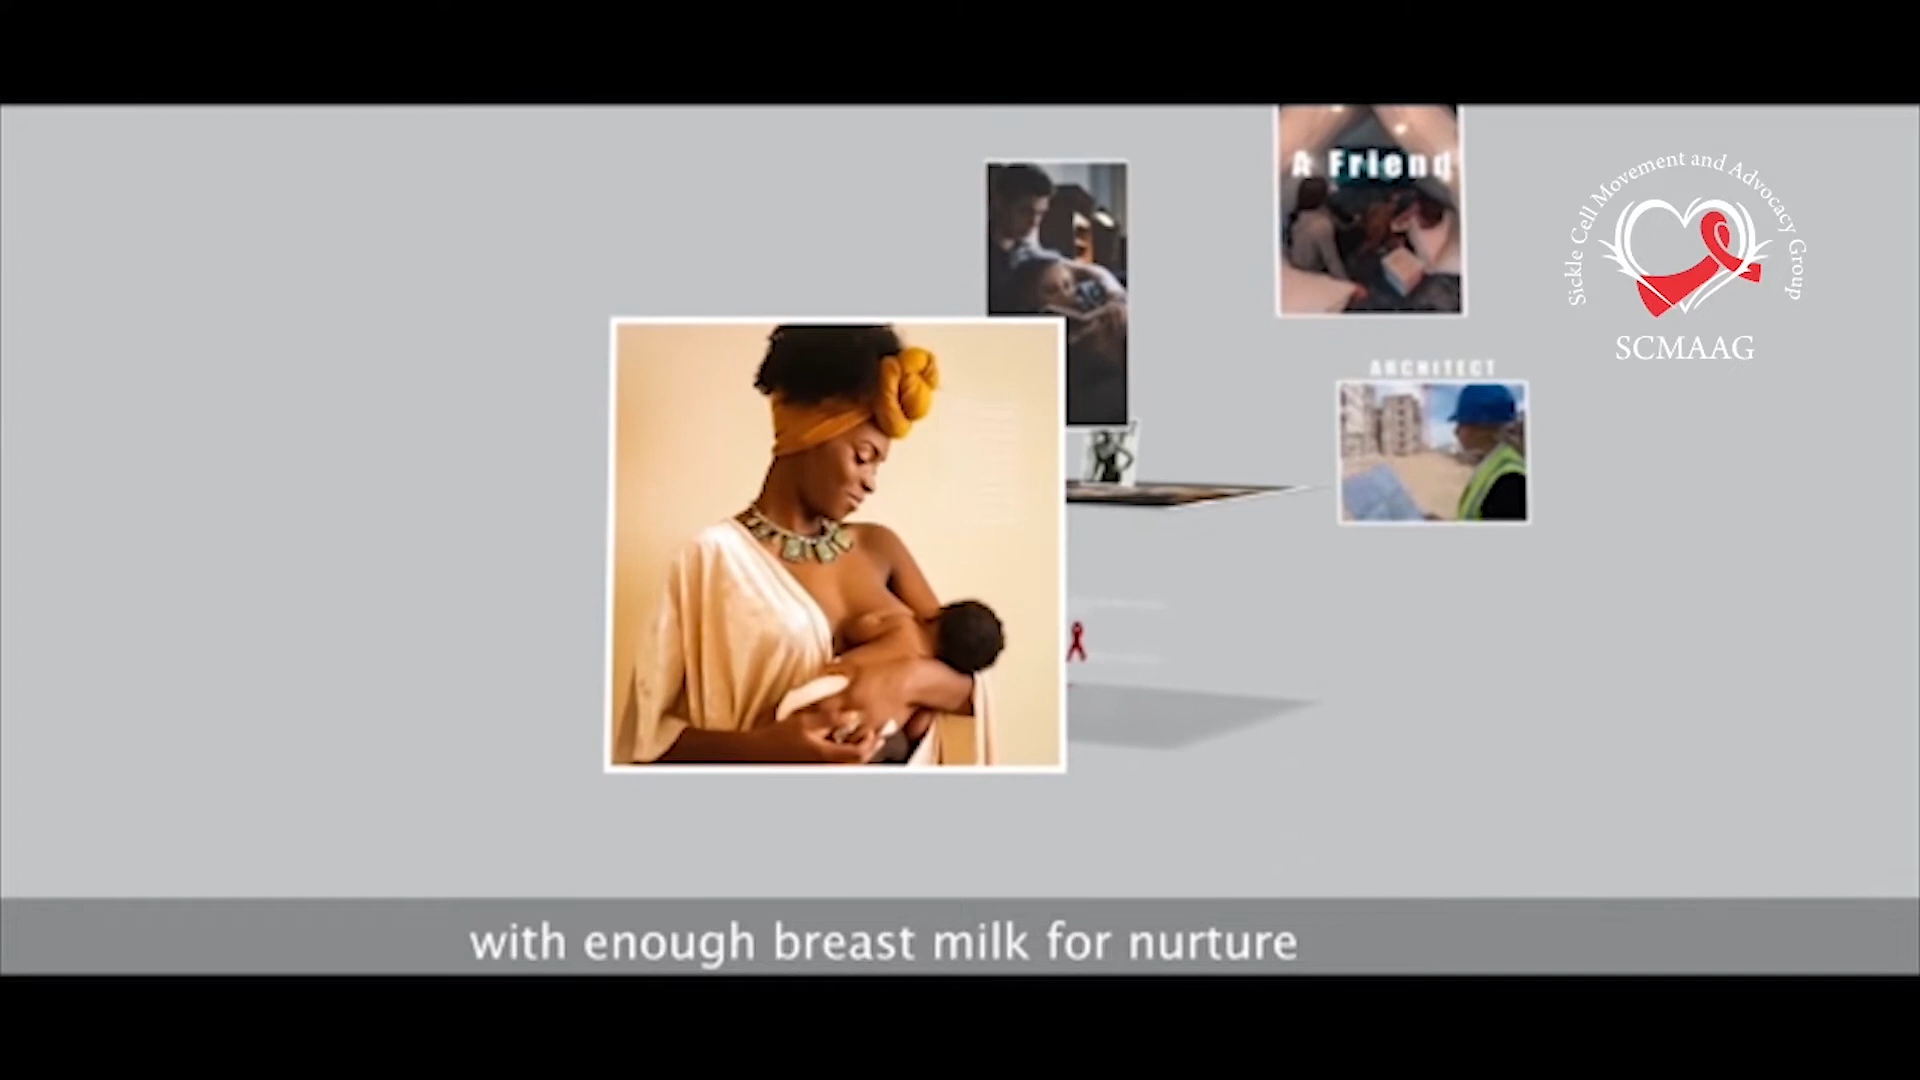 A Friend
Sickle Cell Movement and Advocacy Group
SCMAAG
ARCHITECT
with enough breast milk for nurture